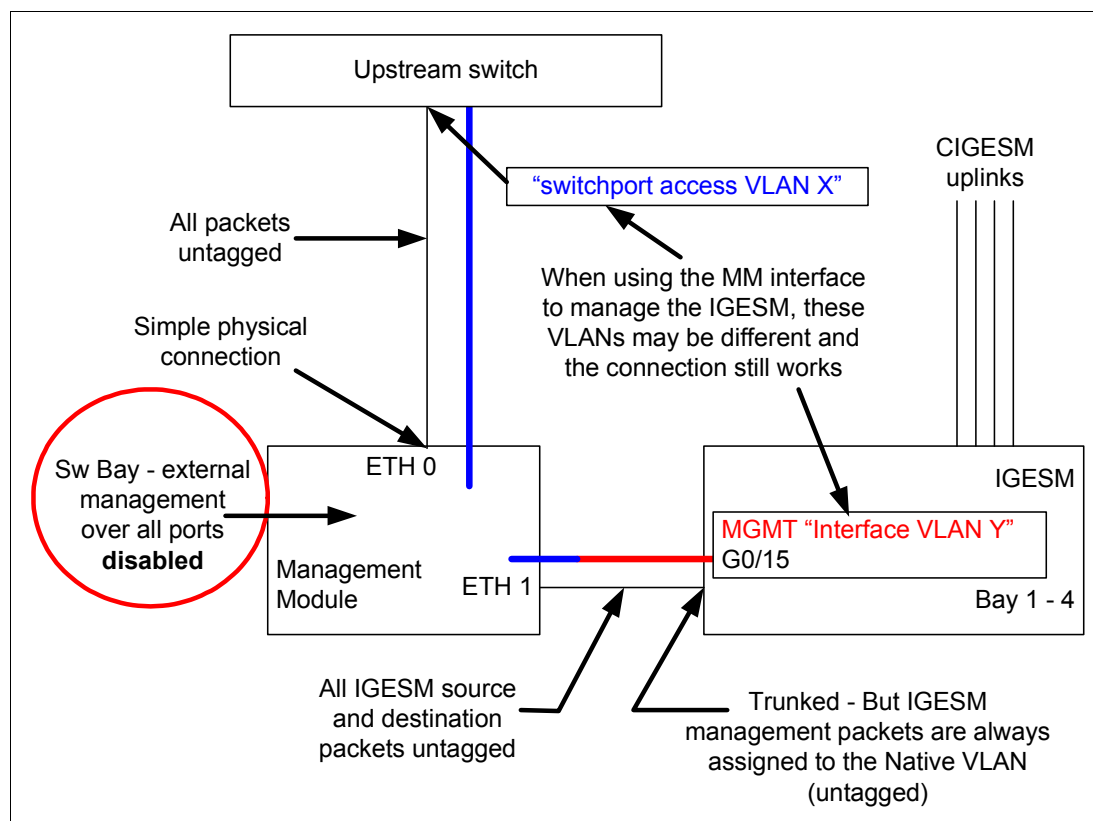 Upstream switch
“switchport access VLAN X”
CIGESM
uplinks
All packets
untagged
When using the MM interface
to manage the IGESM, these
VLANs may be different and
the connection still works
Simple physical
connection
Sw Bay - external
management
over all ports
disabled
ETH 0
Management
Module
ETH 1
IGESM
MGMT “Interface VLAN Y”
G0/15
Bay 1 - 4
All IGESM source
and destination
packets untagged
Trunked - But IGESM
management packets are always
assigned to the Native VLAN
(untagged)